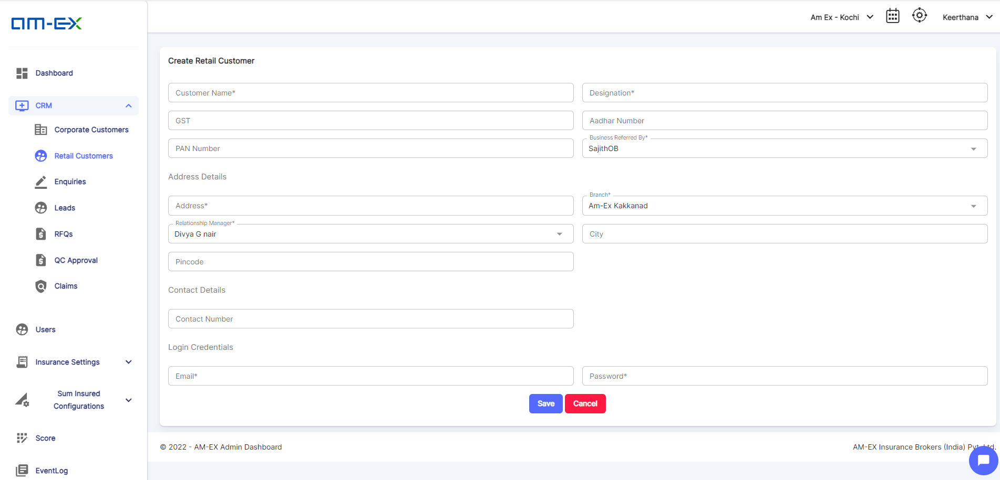 am-ex
Am Ex - Kochi
Keerthana
Dashboard
CRM
Corporate Customers
Retail Customers
Enquiries
Leads
RFQs
QC Approval
Claims
Users
Insurance Settings
Sum Insured
Configurations
Score
EventLog
Create Retail Customer
Customer Name*
Designation*
GST
Aadhar Number
PAN Number
Business Referred By*
SajithOB
Address Details
Address*
Branch*
Am-Ex Kakkanad
Relationship Manager*
Divya G nair
City
Pincode
Contact Details
Contact Number
Login Credentials
Email*
Password*
Save
Cancel
© 2022 - AM-EX Admin Dashboard
AM-EX Insurance Brokers (India) Pvt. Ltd.